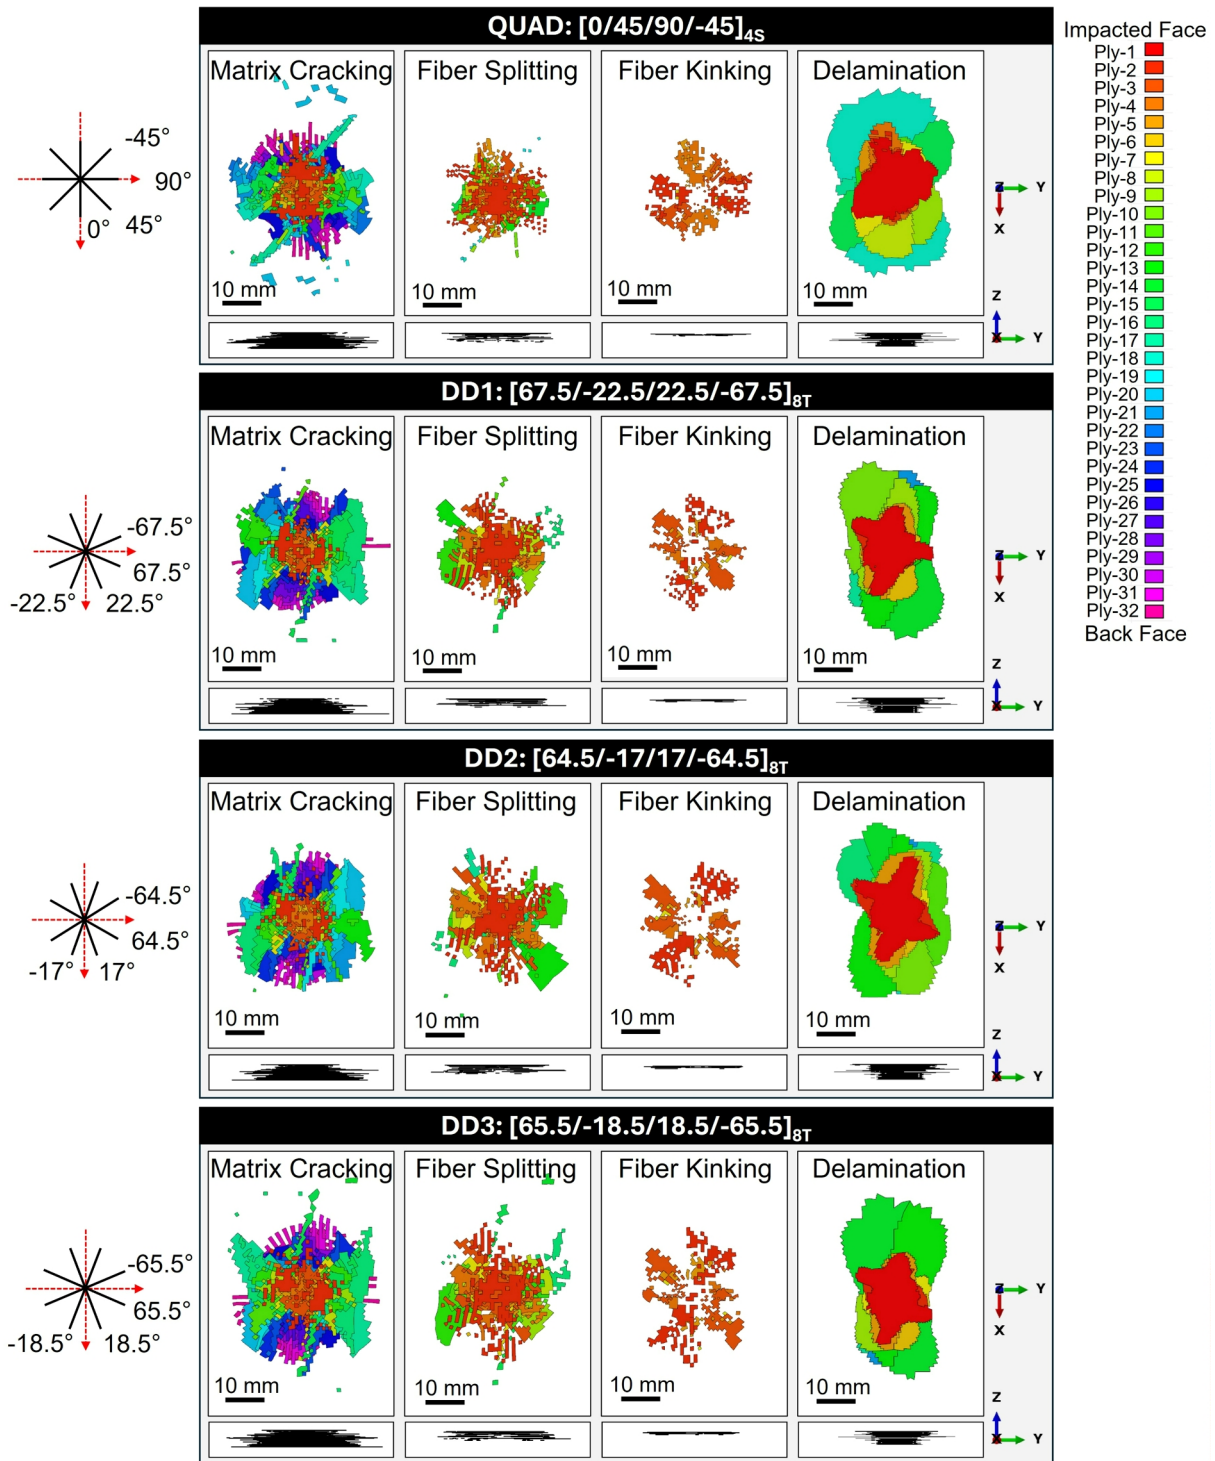 QUAD: [0/45/90/-45]4S
Matrix Cracking Fiber Splitting Fiber Kinking Delamination
-45°
90°
0° 45°
10 mm 10 mm 10 mm 10 mm
Z Y
X
Z
X Y
DD1: [67.5/-22.5/22.5/-67.5]8T
Matrix Cracking Fiber Splitting Fiber Kinking Delamination
-67.5°
67.5°
-22.5° 22.5°
10 mm 10 mm 10 mm 10 mm
Z Y
X
Z
X Y
DD2: [64.5/-17/17/-64.5]8T
Matrix Cracking Fiber Splitting Fiber Kinking Delamination
-64.5°
64.5°
-17° 17°
10 mm 10 mm 10 mm 10 mm
Z Y
X
Z
X Y
DD3: [65.5/-18.5/18.5/-65.5]8T
Matrix Cracking Fiber Splitting Fiber Kinking Delamination
-65.5°
65.5°
-18.5° 18.5°
10 mm 10 mm 10 mm 10 mm
Z Y
X
Z
X Y
Impacted Face
Ply-1
Ply-2
Ply-3
Ply-4
Ply-5
Ply-6
Ply-7
Ply-8
Ply-9
Ply-10
Ply-11
Ply-12
Ply-13
Ply-14
Ply-15
Ply-16
Ply-17
Ply-18
Ply-19
Ply-20
Ply-21
Ply-22
Ply-23
Ply-24
Ply-25
Ply-26
Ply-27
Ply-28
Ply-29
Ply-30
Ply-31
Ply-32
Back Face